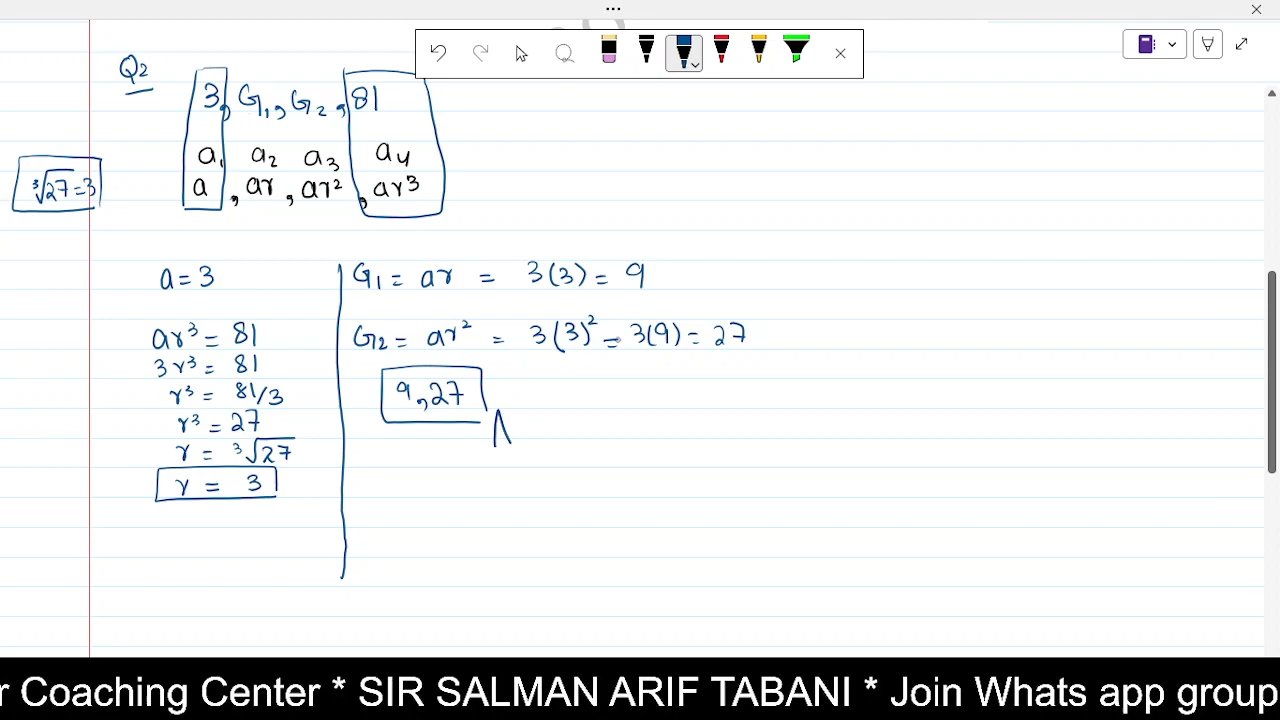 Q2
3, G₁, G₂, 81
a₁ a₂ a₃ a₄
a, ar, ar², ar³
∛27=3
a = 3
ar³ = 81
3r³ = 81
r³ = 81/3
r³ = 27
r = ³√27
r = 3
G₁ = ar = 3(3) = 9
G₂ = ar² = 3(3)² = 3(9) = 27
9, 27
r Coaching Center * SIR SALMAN ARIF TABANI * Join Whats app group